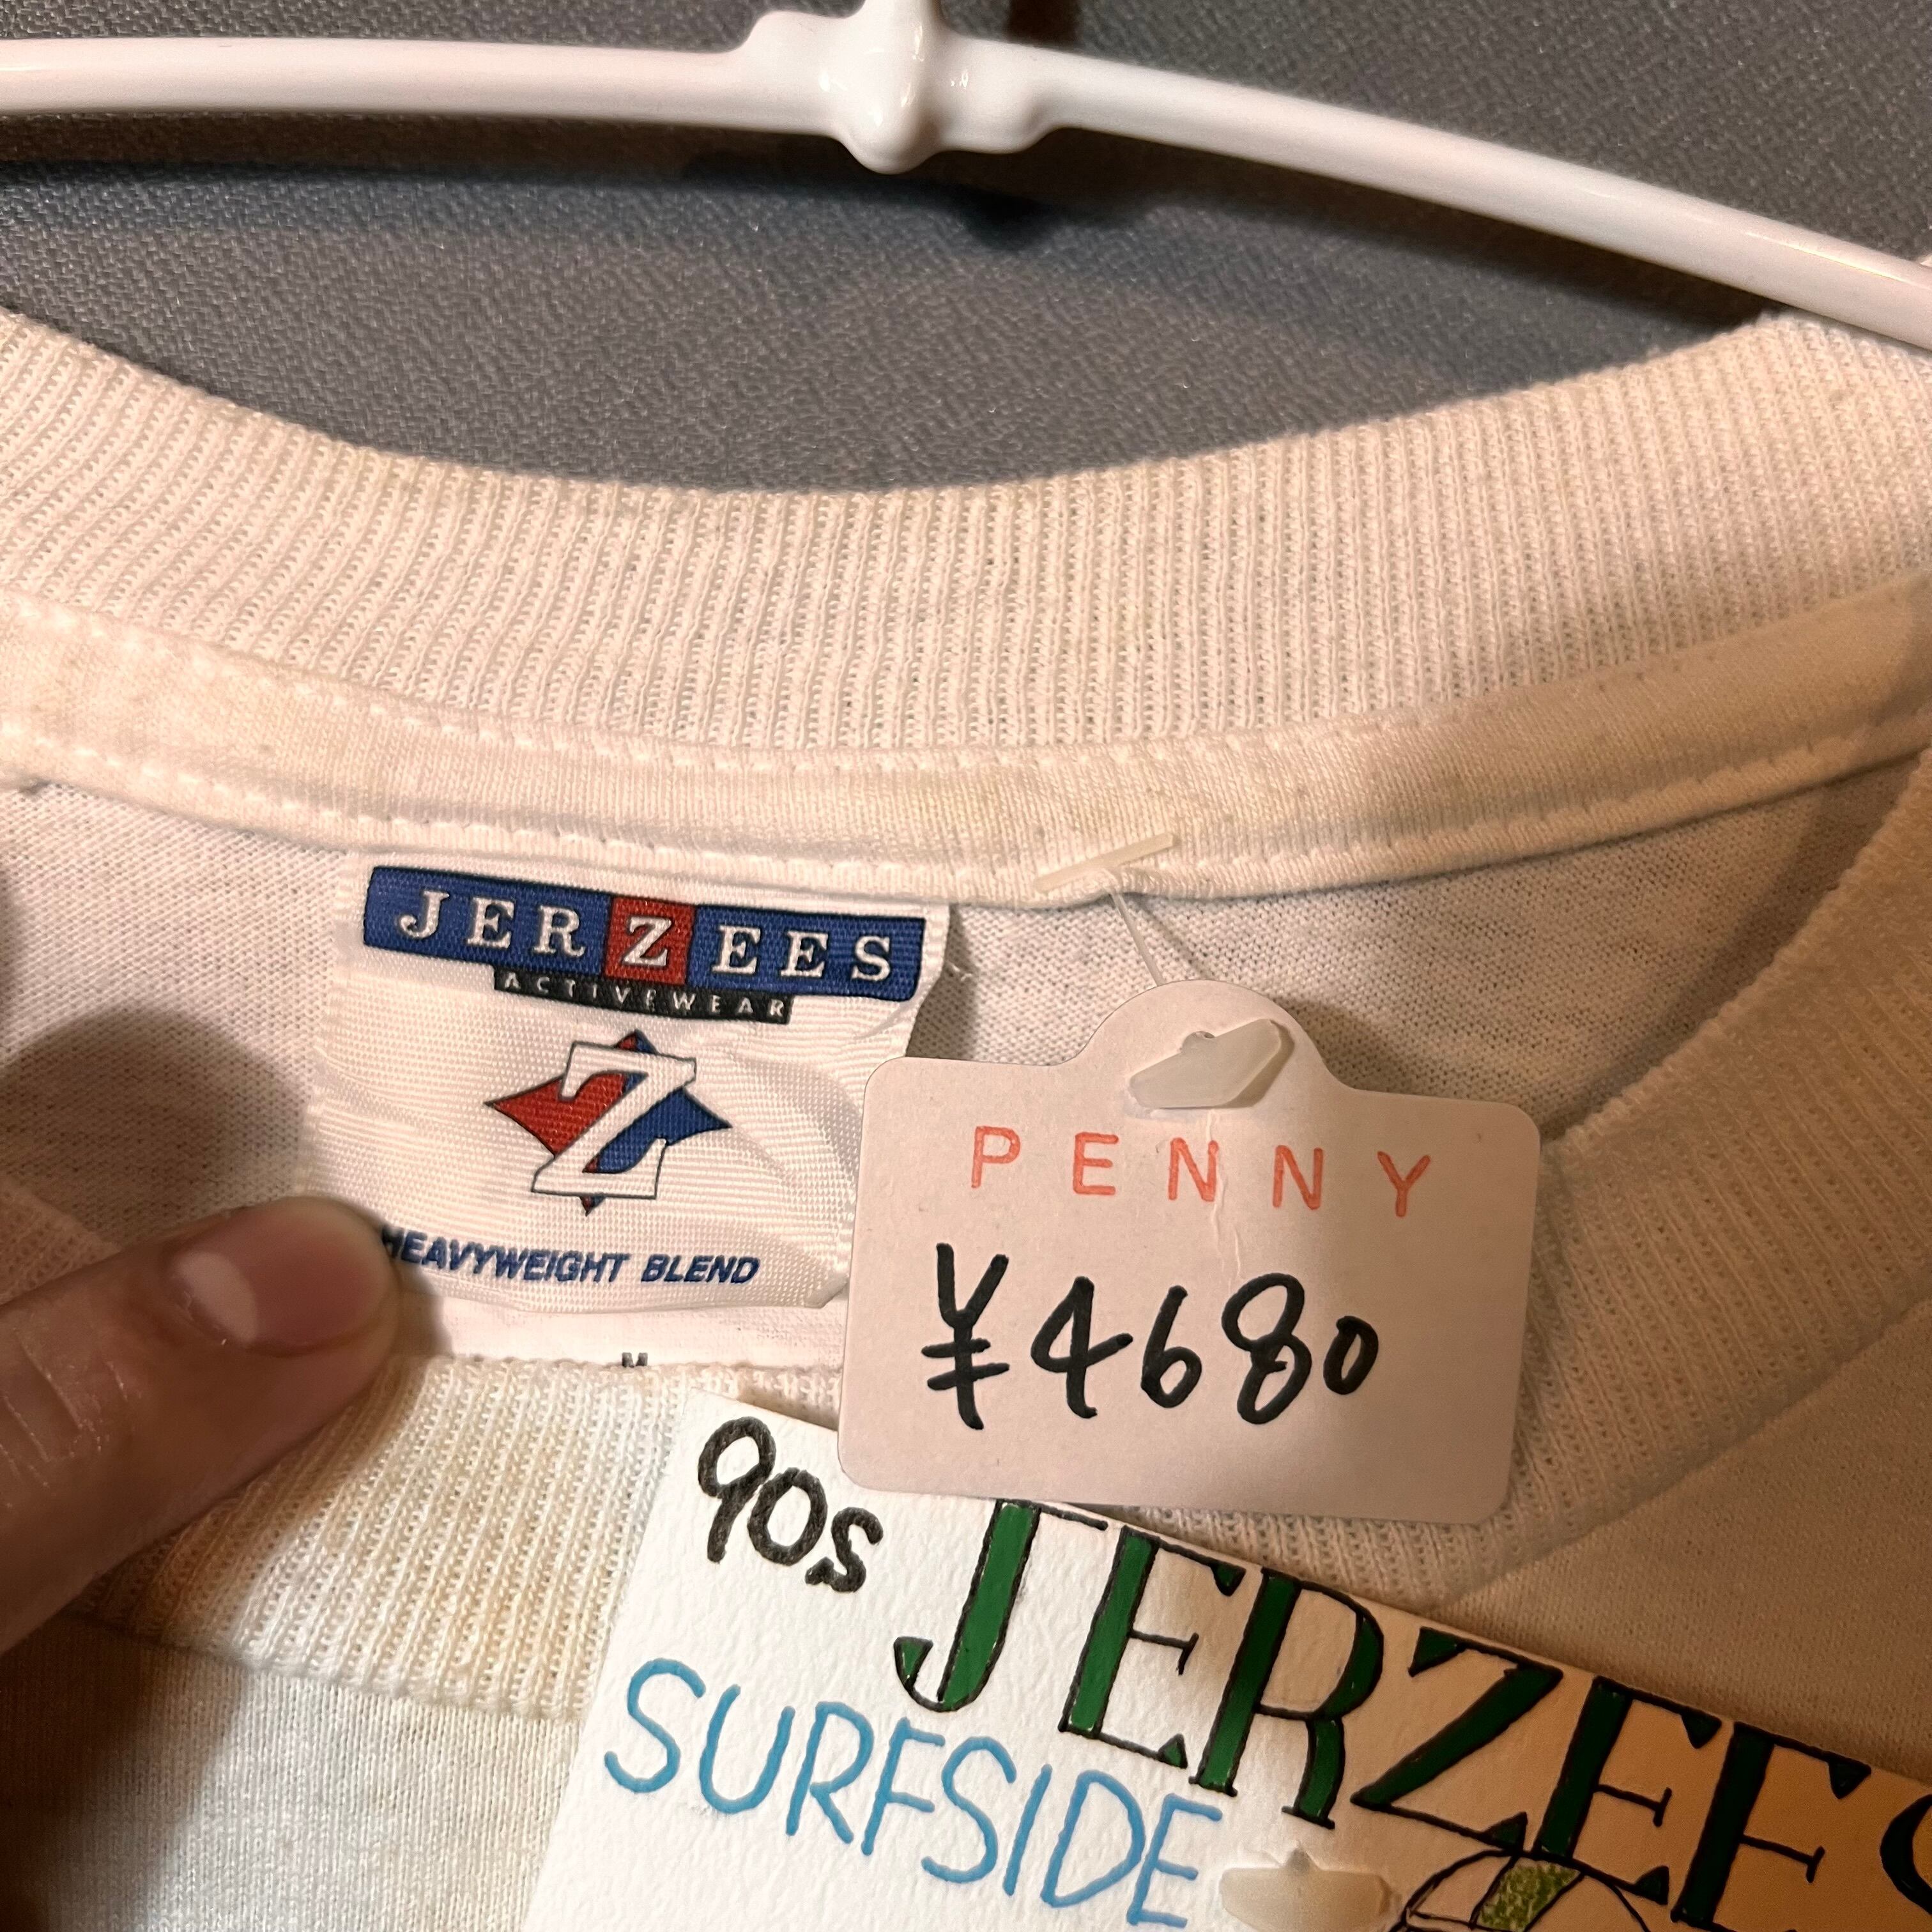 JERZEES
ACTIVEWEAR
Z
HEAVYWEIGHT BLEND
M
PENNY
¥4680
90s JERZEES
SURFSIDE